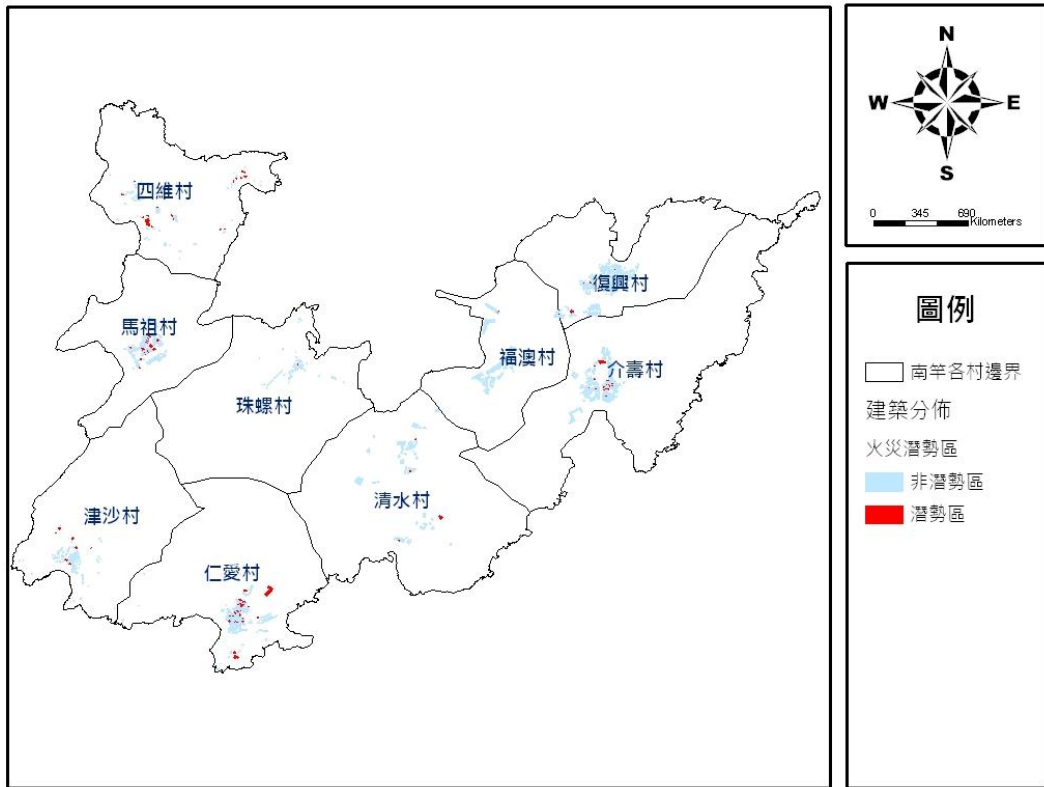 四維村
馬祖村
珠螺村
津沙村
仁愛村
清水村
福澳村
復興村
介壽村
N
W
E
S
0 345 690
Kilometers
圖例
南竿各村邊界
建築分佈
火災潛勢區
非潛勢區
潛勢區